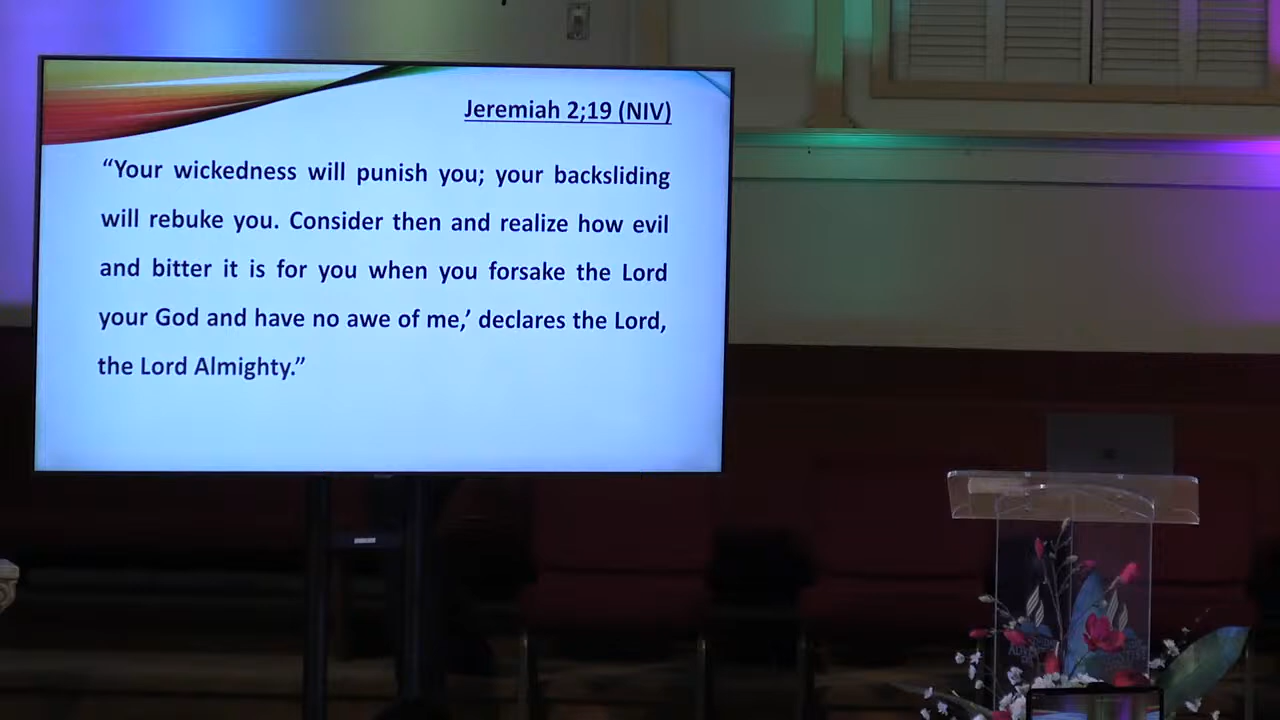 Jeremiah 2;19 (NIV)
“Your wickedness will punish you; your backsliding
will rebuke you. Consider then and realize how evil
and bitter it is for you when you forsake the Lord
your God and have no awe of me,’ declares the Lord,
the Lord Almighty.”